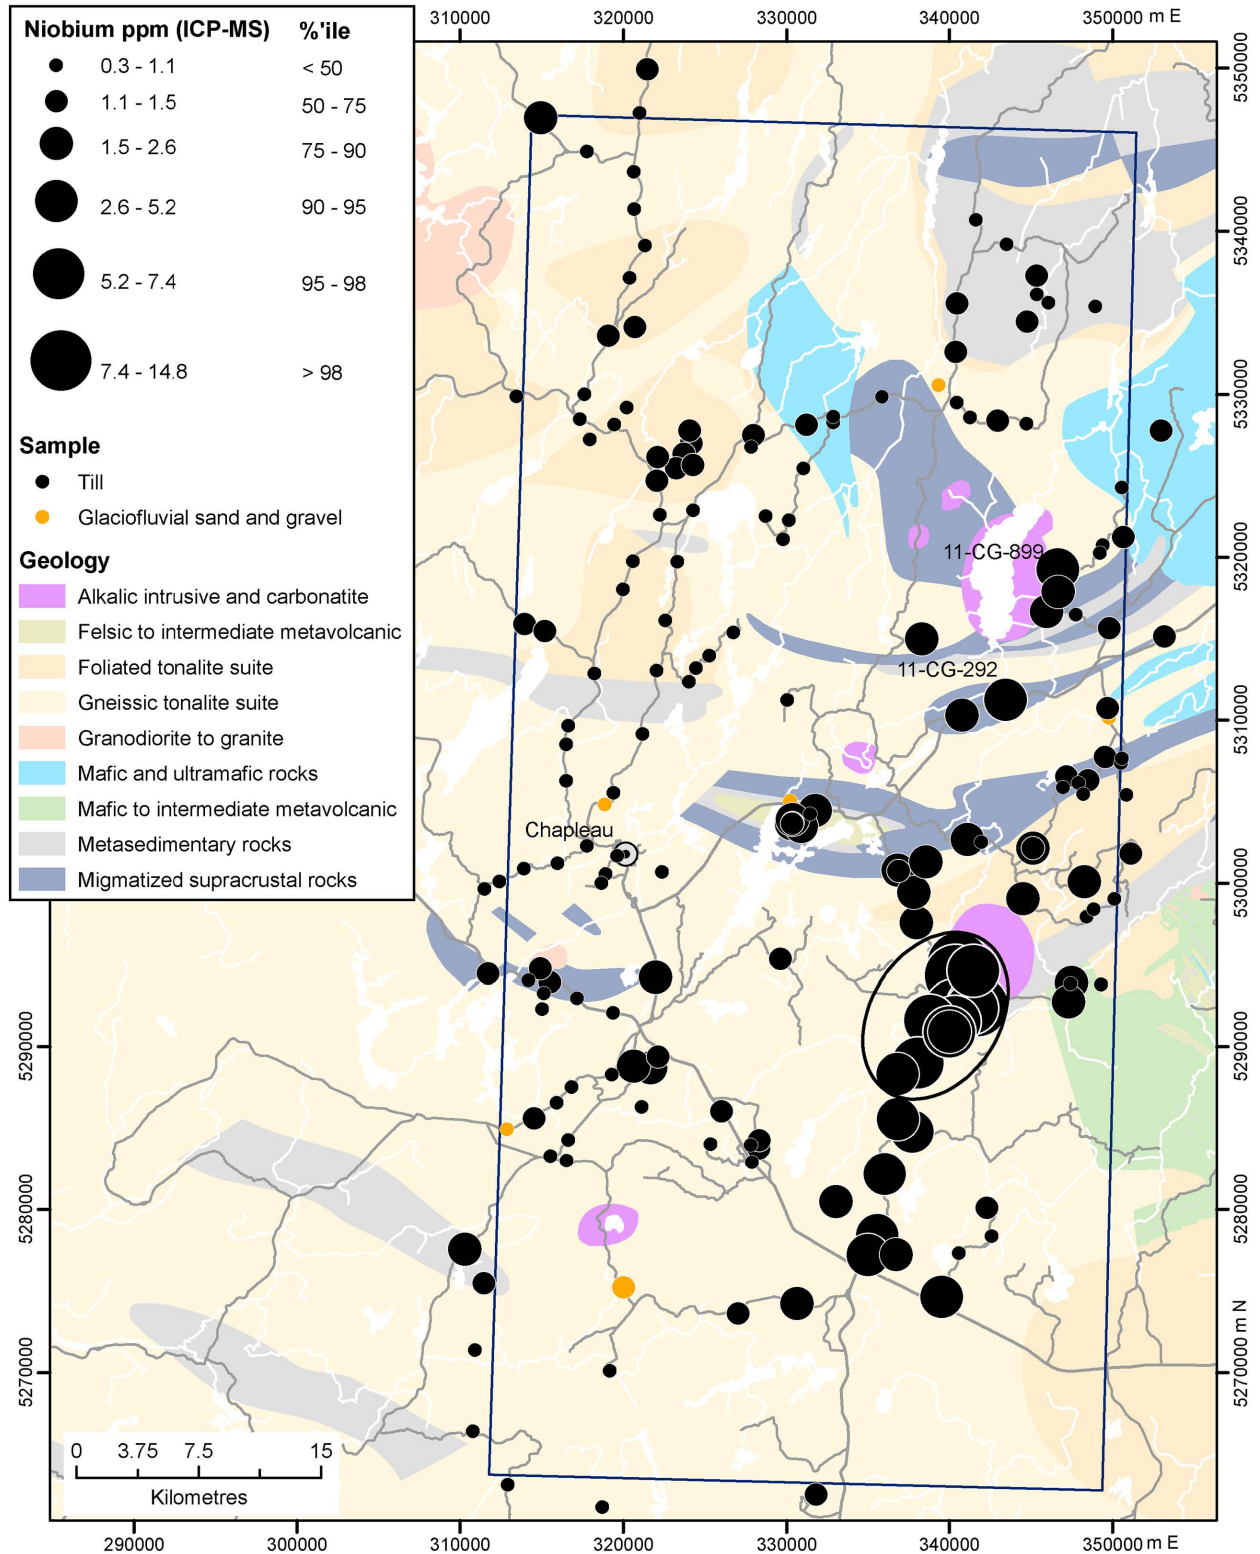 310000 320000 330000 340000 350000 m E
Niobium ppm (ICP-MS) %'ile
0.3 - 1.1 < 50
1.1 - 1.5 50 - 75
1.5 - 2.6 75 - 90
2.6 - 5.2 90 - 95
5.2 - 7.4 95 - 98
7.4 - 14.8 > 98
Sample
Till
Glaciofluvial sand and gravel
Geology
Alkalic intrusive and carbonatite
Felsic to intermediate metavolcanic
Foliated tonalite suite
Gneissic tonalite suite
Granodiorite to granite
Mafic and ultramafic rocks
Mafic to intermediate metavolcanic
Metasedimentary rocks
Migmatized supracrustal rocks
5350000
5340000
5330000
5320000
5310000
5300000
5290000
5280000
5270000 m N
11-CG-899
11-CG-292
Chapleau
5290000
5280000
5270000
0 3.75 7.5 15
Kilometres
290000 300000 310000 320000 330000 340000 350000 m E